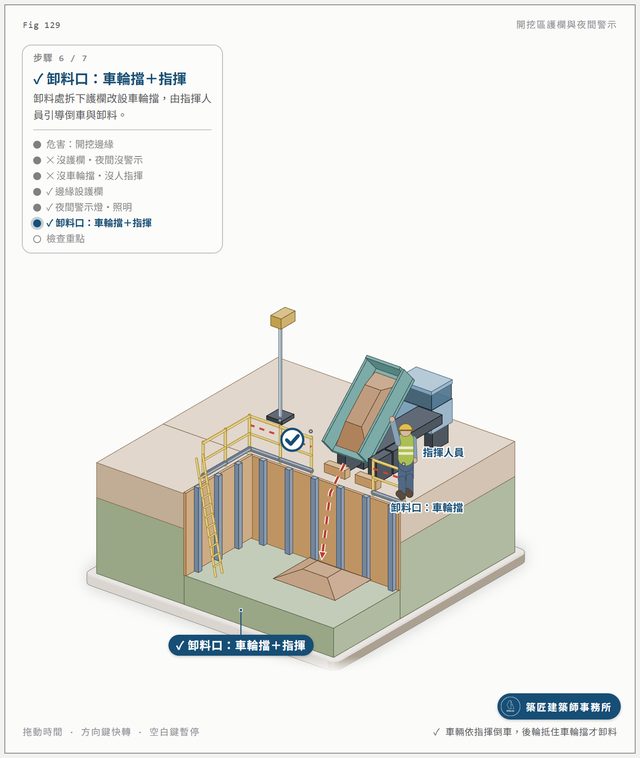 Fig 129
開挖區護欄與夜間警示
步驟 6 / 7
✓ 卸料口：車輪擋＋指揮
卸料處拆下護欄改設車輪擋，由指揮人
員引導倒車與卸料。
危害：開挖邊緣
✕ 沒護欄・夜間沒警示
✕ 沒車輪擋・沒人指揮
✓ 邊緣設護欄
✓ 夜間警示燈・照明
✓ 卸料口：車輪擋＋指揮
檢查重點
指揮人員
卸料口：車輪擋
✓ 卸料口：車輪擋＋指揮
築匠建築師事務所
拖動時間 · 方向鍵快轉 · 空白鍵暫停
✓ 車輛依指揮倒車，後輪抵住車輪擋才卸料